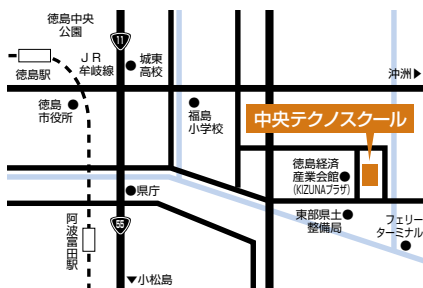 徳島中央
公園
11
JR
牟岐線
城東
高校
徳島駅
沖洲▶
徳島
市役所
福島
小学校
中央テクノスクール
徳島経済
産業会館
(KIZUNAプラザ)
県庁
東部県土
整備局
フェリー
ターミナル
55
阿波富田駅
▼小松島